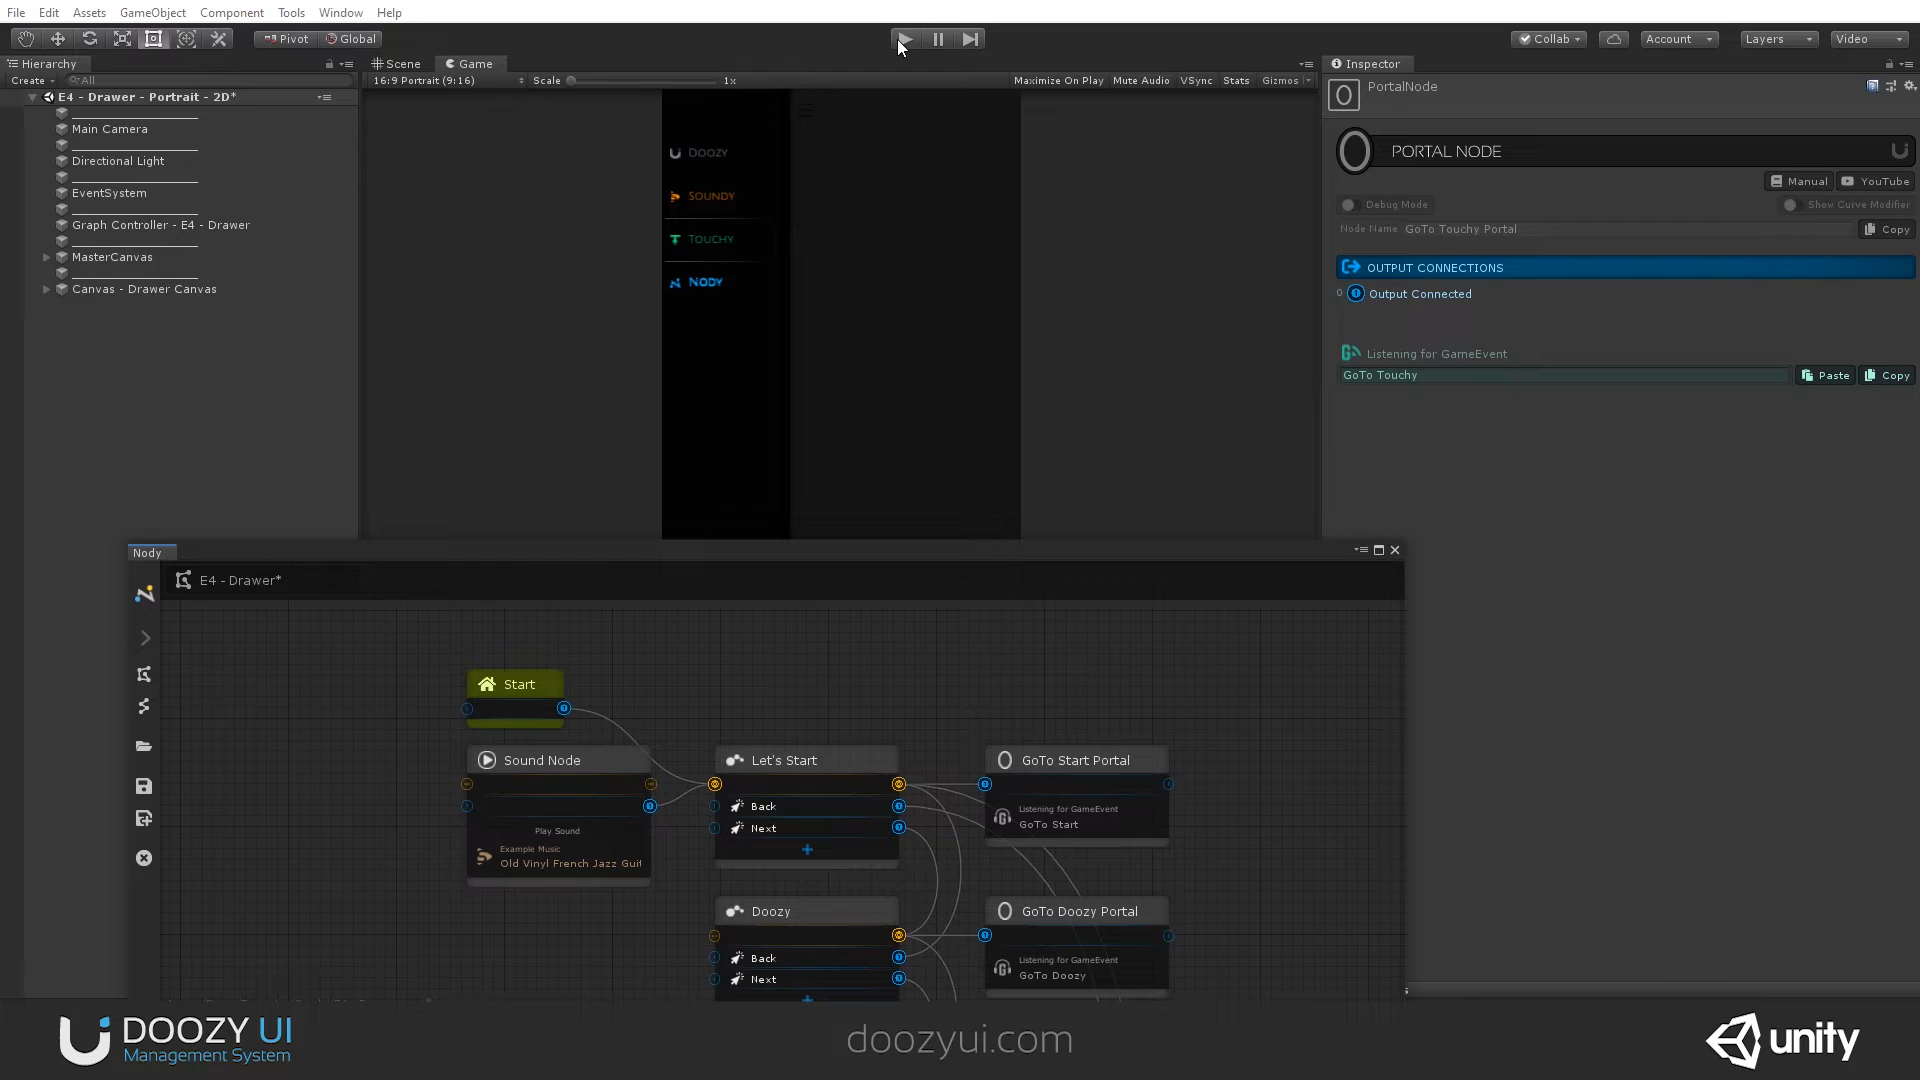 File Edit Assets GameObject Component Tools Window Help
Pivot Global Collab Account Layers Video
Hierarchy Scene Game Inspector
Create All 16:9 Portrait (9:16) Scale 1x Maximize On Play Mute Audio VSync Stats Gizmos
E4 - Drawer - Portrait - 2D*
Main Camera
Directional Light
EventSystem
Graph Controller - E4 - Drawer
MasterCanvas
Canvas - Drawer Canvas
DOOZY
SOUNDY
TOUCHY
NODY
PortalNode
PORTAL NODE
Manual YouTube
Debug Mode Show Curve Modifier
Node Name GoTo Touchy Portal Copy
OUTPUT CONNECTIONS
0 Output Connected
Listening for GameEvent
GoTo Touchy Paste Copy
Nody
E4 - Drawer*
Start
Sound Node
Play Sound
Example Music
Old Vinyl French Jazz Guit
Let's Start
Back
Next
GoTo Start Portal
Listening for GameEvent
GoTo Start
Doozy
Back
Next
GoTo Doozy Portal
Listening for GameEvent
GoTo Doozy
DOOZY UI
Management System
doozyui.com
unity